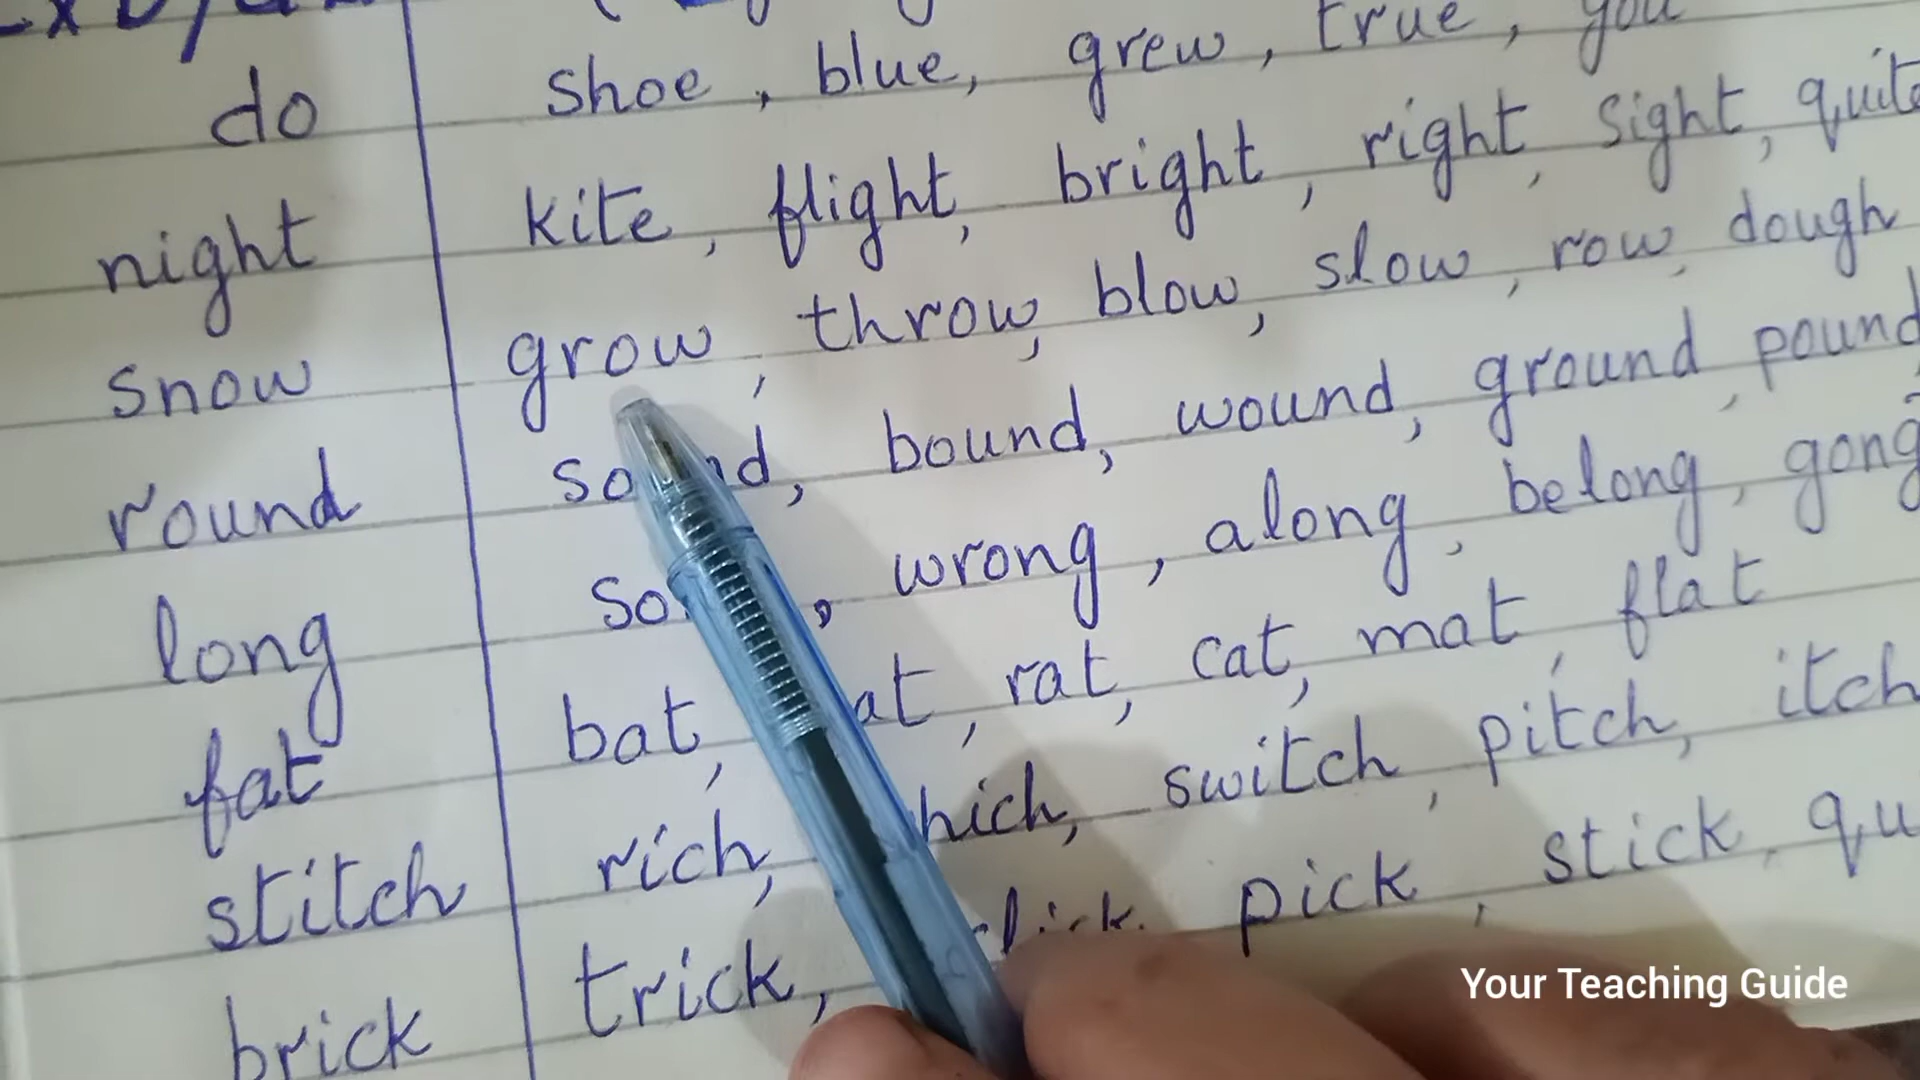 do shoe, blue, grew, true, you
night kite, flight, bright, right, sight, quite
snow grow, throw, blow, slow, row, dough
round bound, wound, ground, pound
long wrong, along, belong, gong
fat bat, rat, cat, mat, flat
stitch rich, switch, pitch, itch
brick trick, pick, stick,
Your Teaching Guide